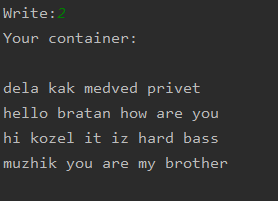 Write:2
Your container:
dela kak medved privet
hello bratan how are you
hi kozel it iz hard bass
muzhik you are my brother